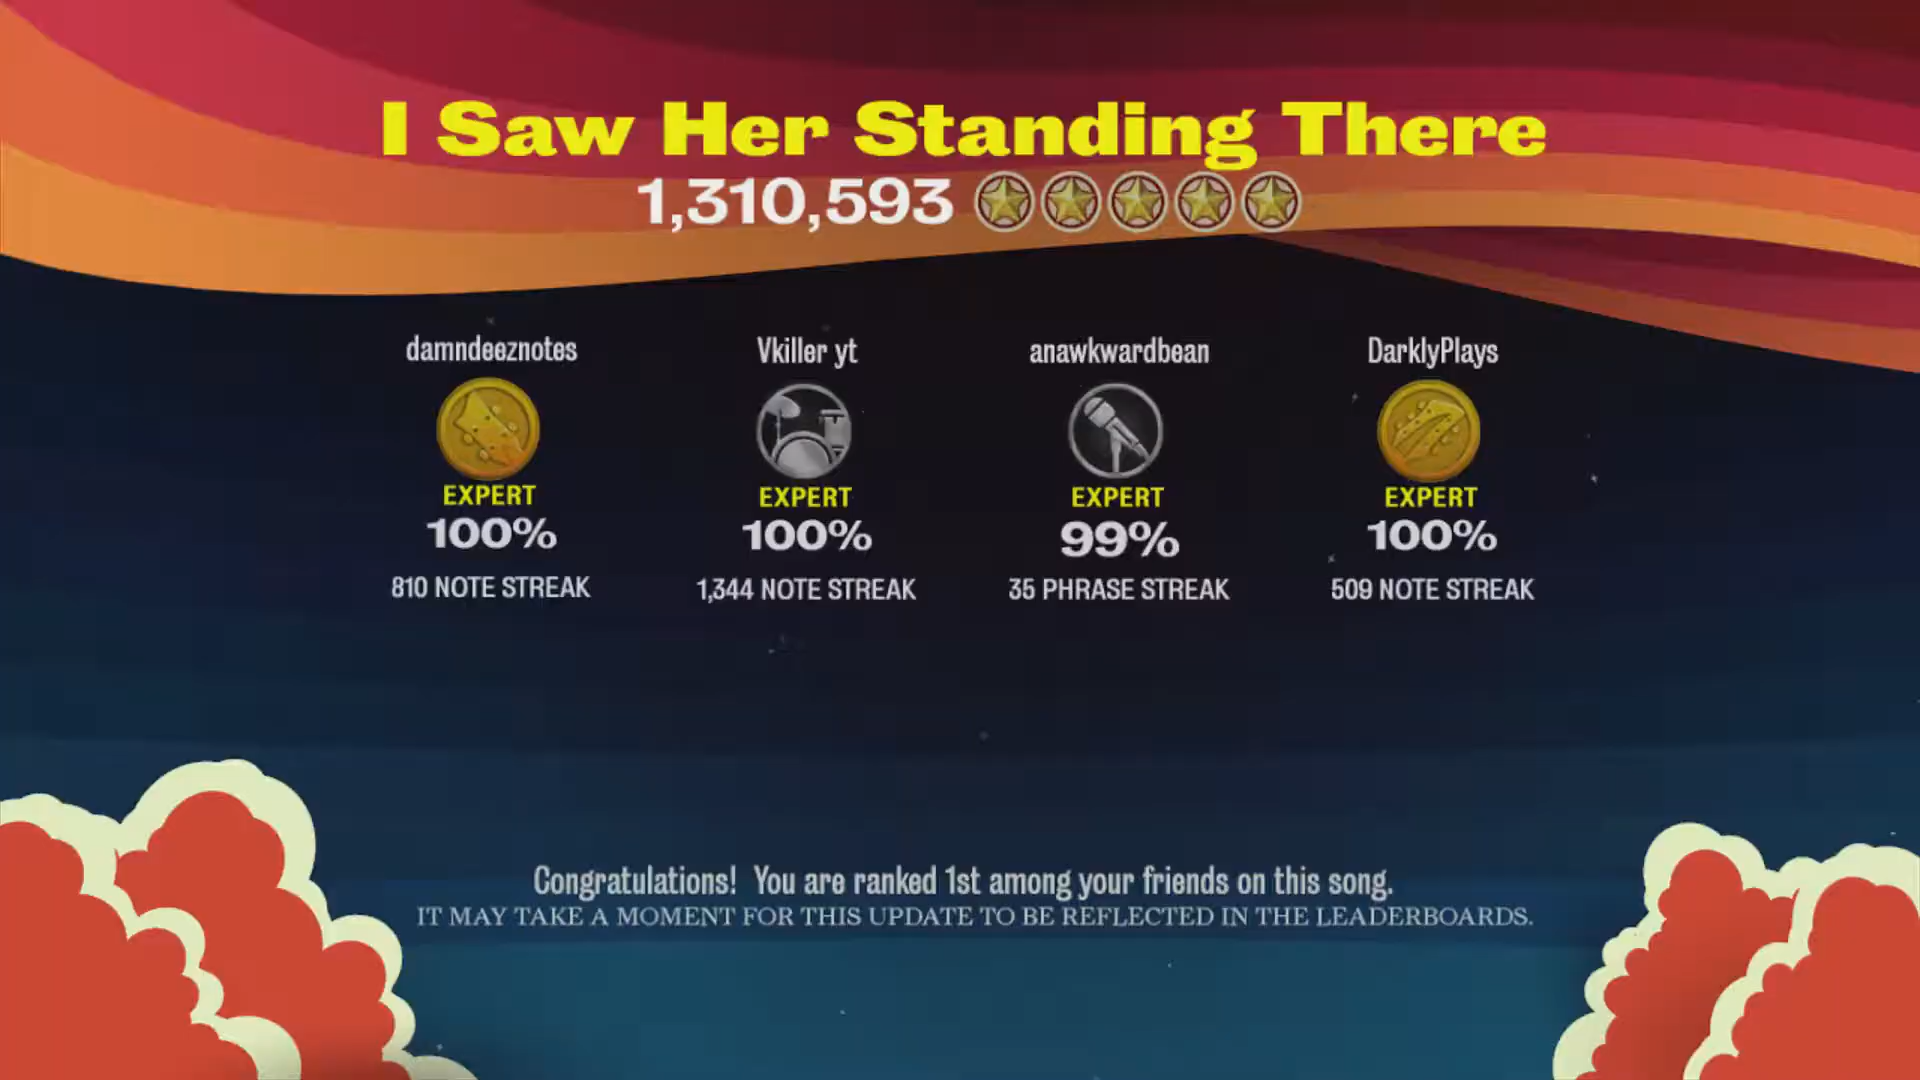 I Saw Her Standing There
1,310,593
damndeeznotes Vkiller yt anawkwardbean DarklyPlays
EXPERT EXPERT EXPERT EXPERT
100% 100% 99% 100%
810 NOTE STREAK 1,344 NOTE STREAK 35 PHRASE STREAK 509 NOTE STREAK
Congratulations! You are ranked 1st among your friends on this song.
IT MAY TAKE A MOMENT FOR THIS UPDATE TO BE REFLECTED IN THE LEADERBOARDS.